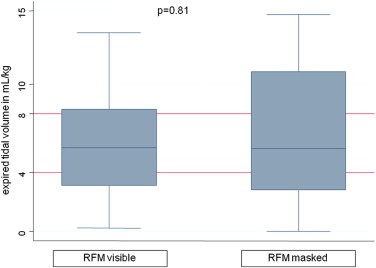 p=0.81
expired tidal volume in mL/kg
15
10
8
4
0
RFM visible
RFM masked